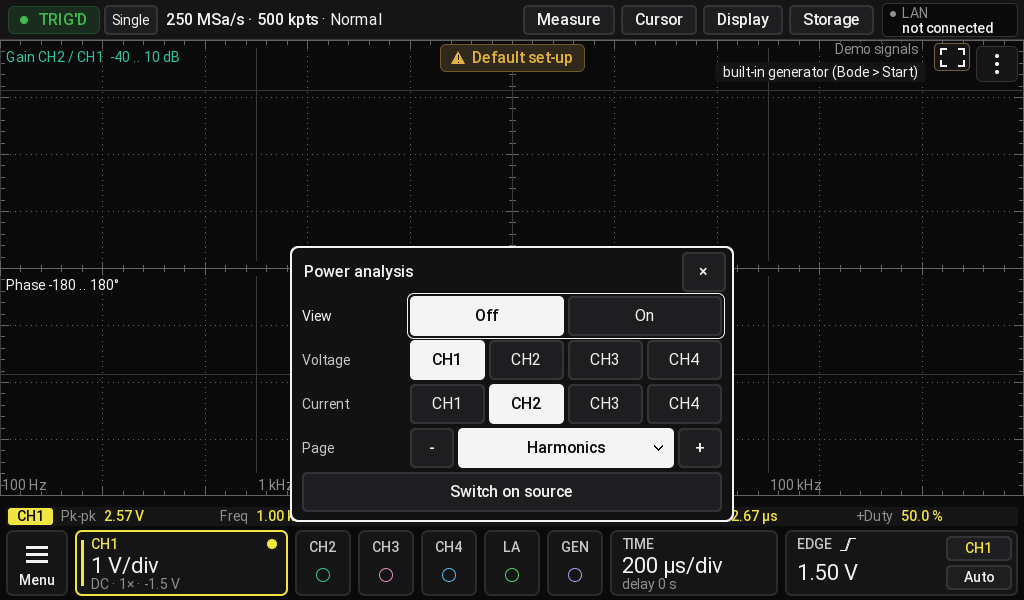 TRIG'D
Single
250 MSa/s · 500 kpts · Normal
Measure
Cursor
Display
Storage
LAN
not connected
Gain CH2 / CH1 -40 .. 10 dB
Default set-up
Demo signals
built-in generator (Bode > Start)
Power analysis
×
Phase -180 .. 180°
View
Off
On
Voltage
CH1
CH2
CH3
CH4
Current
CH1
CH2
CH3
CH4
Page
-
Harmonics
+
Switch on source
100 Hz
1 kHz
100 kHz
CH1
Pk-pk 2.57 V
Freq 1.00
2.67 µs
+Duty 50.0 %
Menu
CH1
1 V/div
DC · 1× · -1.5 V
CH2
CH3
CH4
LA
GEN
TIME
200 µs/div
delay 0 s
EDGE
1.50 V
CH1
Auto